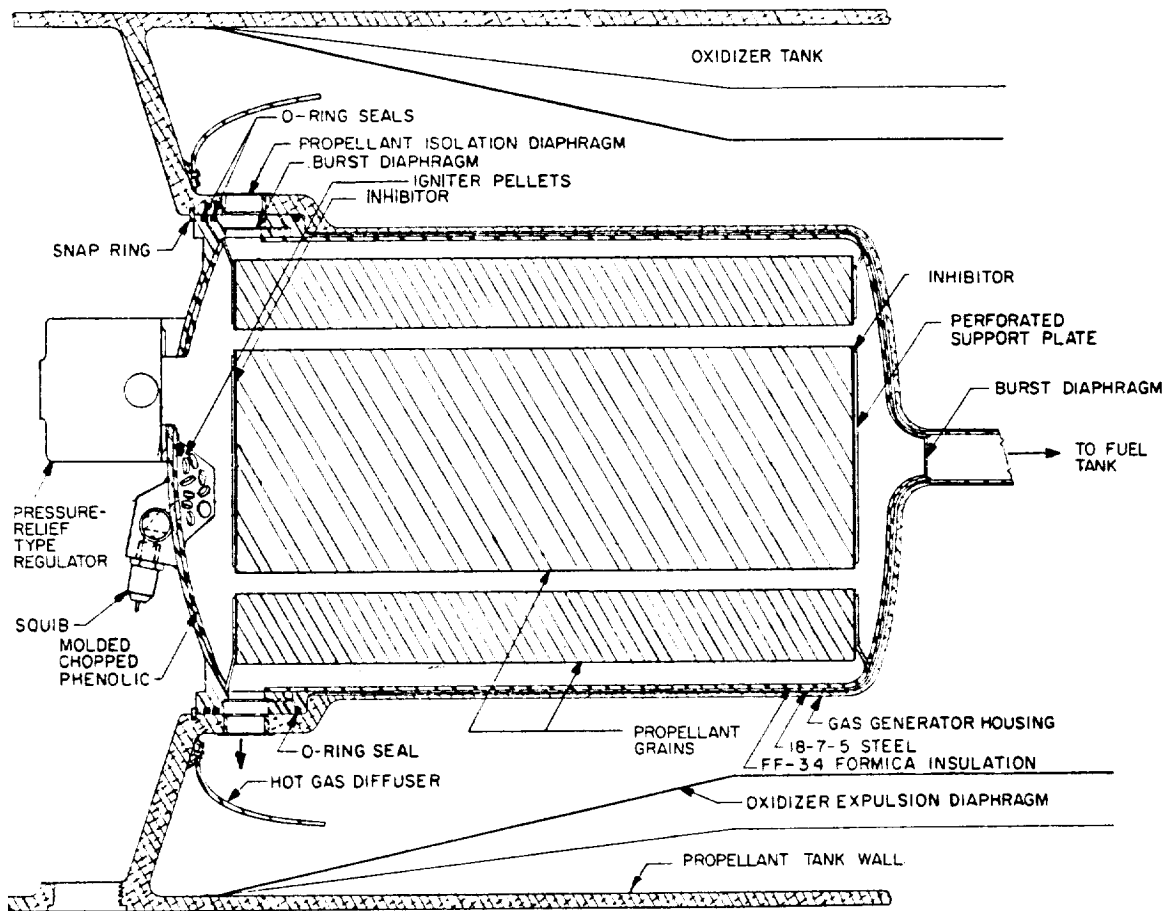 OXIDIZER TANK
O-RING SEALS
PROPELLANT ISOLATION DIAPHRAGM
BURST DIAPHRAGM
IGNITER PELLETS
INHIBITOR
SNAP RING
INHIBITOR
PERFORATED
SUPPORT PLATE
BURST DIAPHRAGM
TO FUEL
TANK
PRESSURE-
RELIEF
TYPE
REGULATOR
SQUIB
MOLDED
CHOPPED
PHENOLIC
PROPELLANT
GRAINS
GAS GENERATOR HOUSING
18-7-5 STEEL
FF-34 FORMICA INSULATION
O-RING SEAL
HOT GAS DIFFUSER
OXIDIZER EXPULSION DIAPHRAGM
PROPELLANT TANK WALL